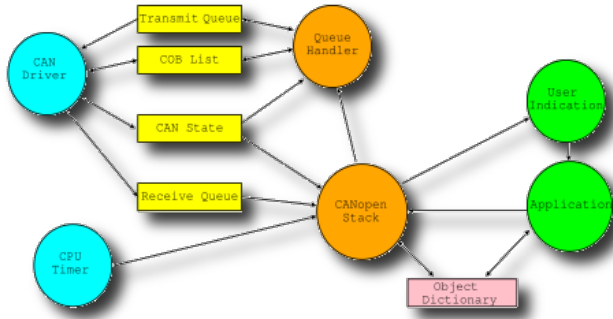 Transmit Queue
COB List
CAN State
Receive Queue
CAN
Driver
CPU
Timer
Queue
Handler
CANopen
Stack
User
Indication
Application
Object
Dictionary